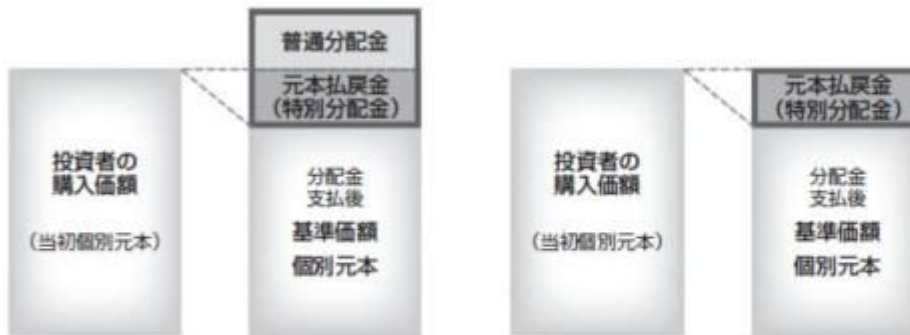 普通分配金
元本払戻金
(特別分配金)
投資者の
購入価額
(当初個別元本)
分配金
支払後
基準価額
個別元本
元本払戻金
(特別分配金)
投資者の
購入価額
(当初個別元本)
分配金
支払後
基準価額
個別元本